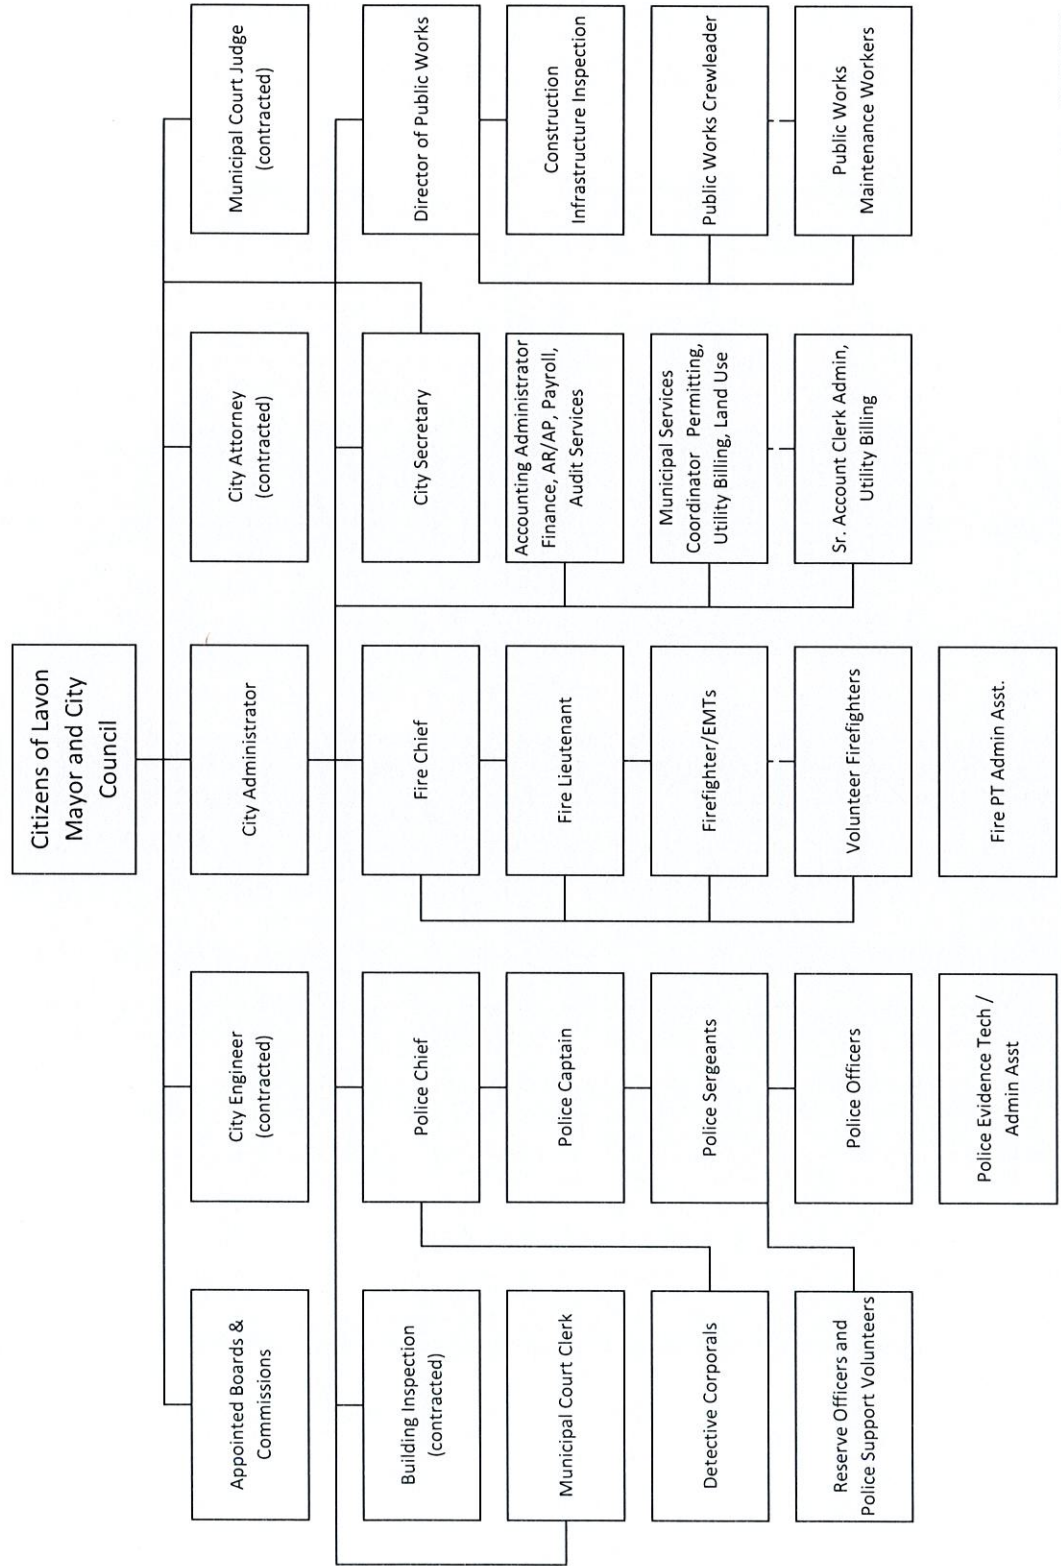 Citizens of Lavon
Mayor and City
Council
Appointed Boards &
Commissions
City Engineer
(contracted)
City Administrator
City Attorney
(contracted)
Municipal Court Judge
(contracted)
Building Inspection
(contracted)
Police Chief
Fire Chief
City Secretary
Director of Public Works
Municipal Court Clerk
Police Captain
Fire Lieutenant
Accounting Administrator
Finance, AR/AP, Payroll,
Audit Services
Construction
Infrastructure Inspection
Detective Corporals
Police Sergeants
Firefighter/EMTs
Municipal Services
Coordinator Permitting,
Utility Billing, Land Use
Public Works Crewleader
Reserve Officers and
Police Support Volunteers
Police Officers
Volunteer Firefighters
Sr. Account Clerk Admin,
Utility Billing
Public Works
Maintenance Workers
Police Evidence Tech /
Admin Asst
Fire PT Admin Asst.